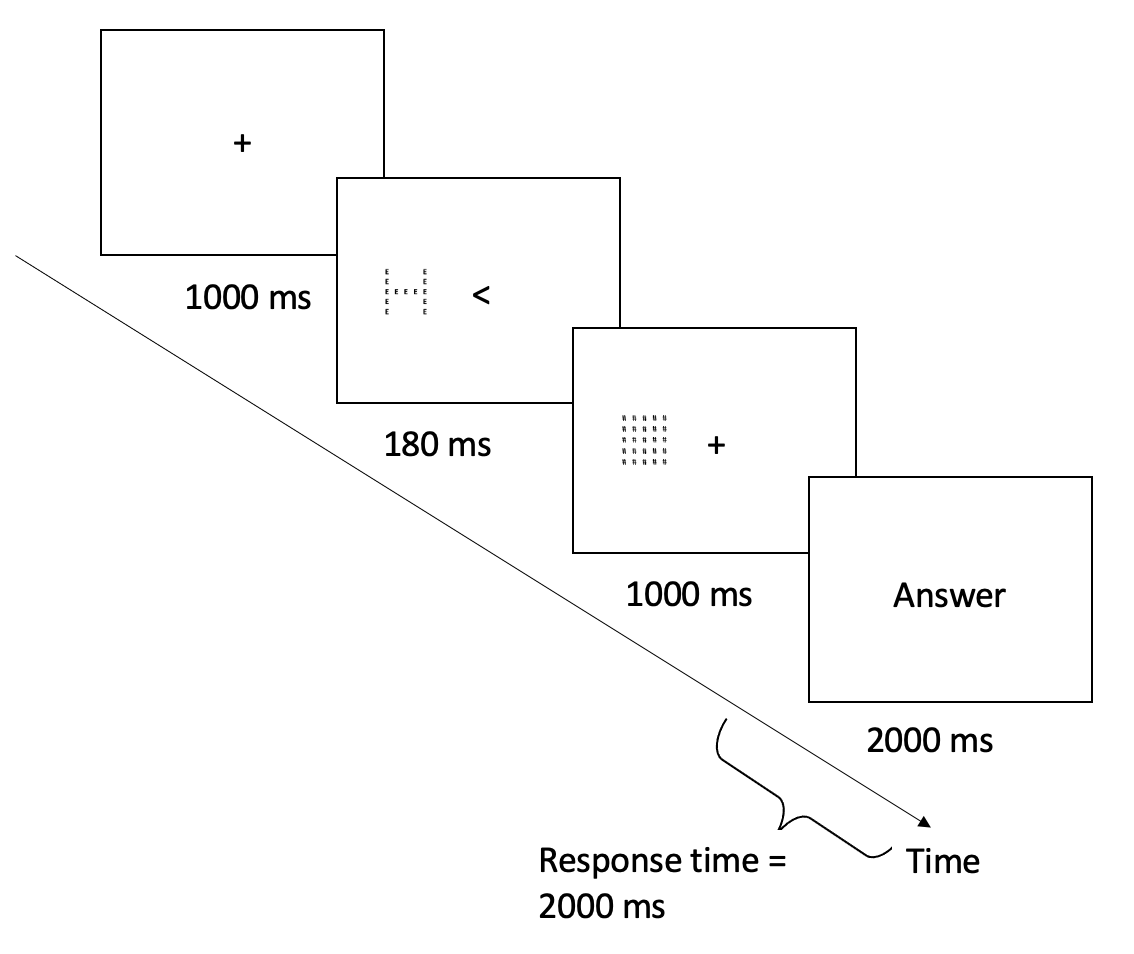 +
1000 ms
E E
E E
E E E E E
E E
E E
<
180 ms
# # # # #
# # # # #
# # # # #
# # # # #
# # # # #
+
1000 ms
Answer
2000 ms
Response time =
2000 ms
Time